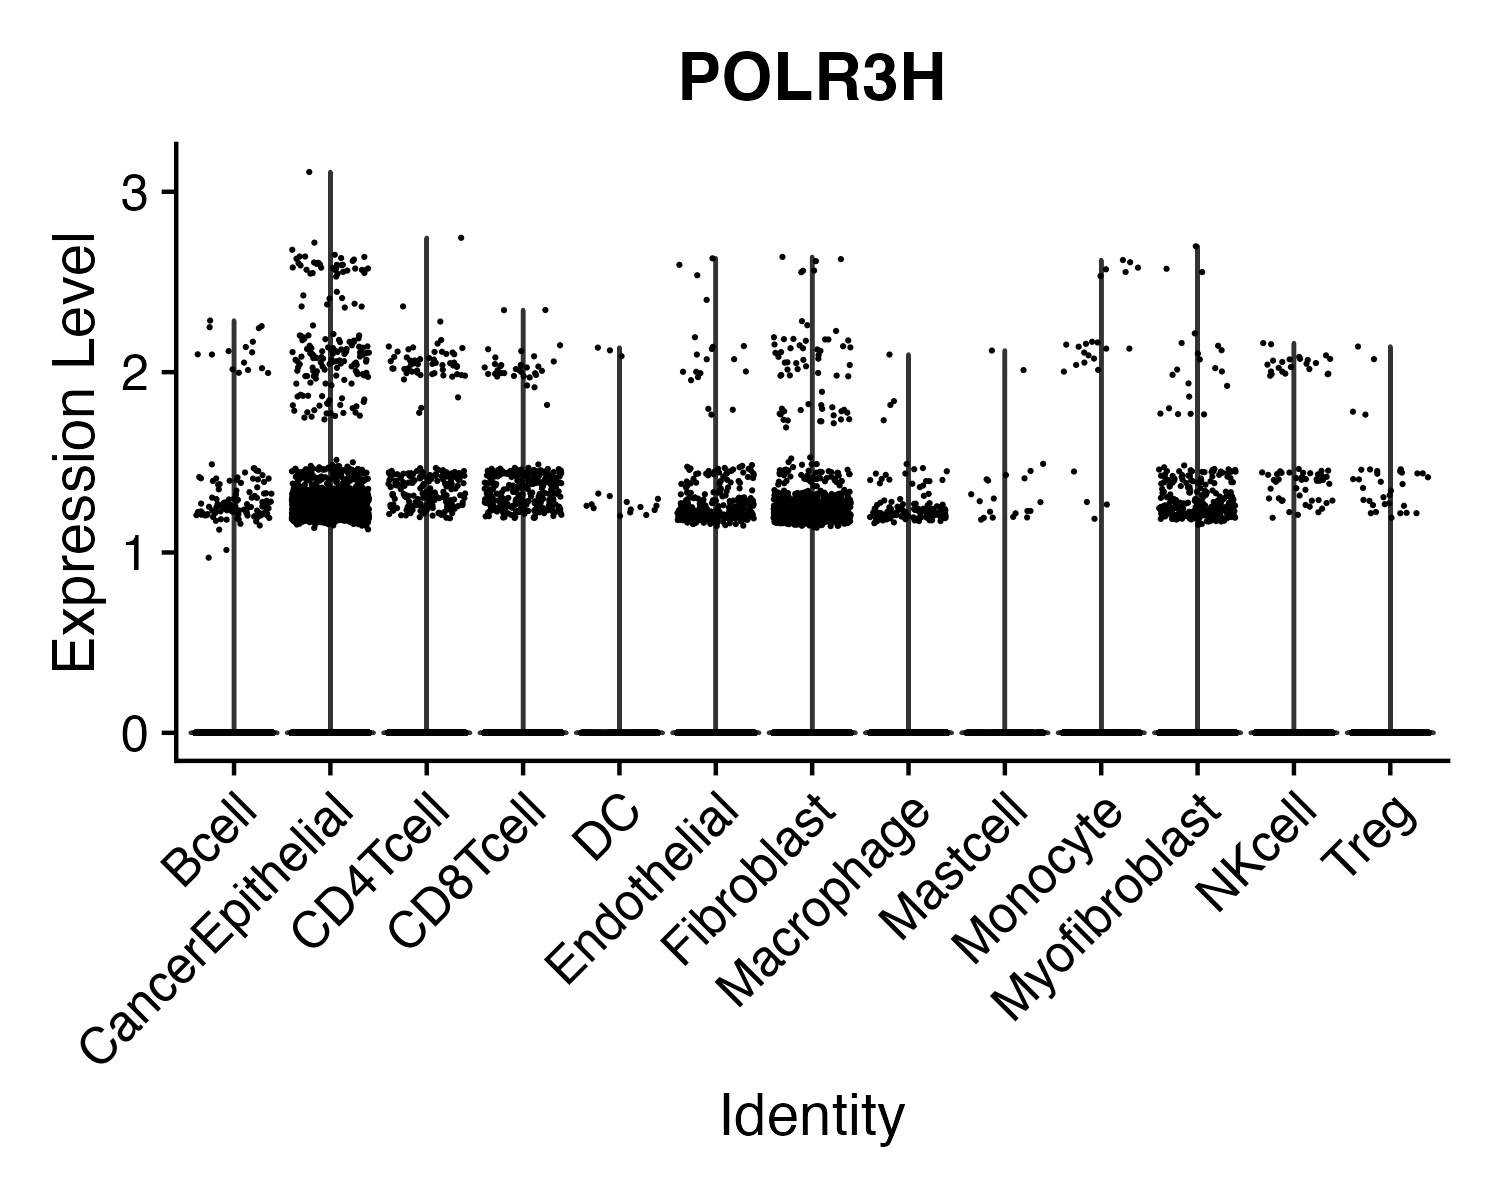 POLR3H
Expression Level
3
2
1
0
Bcell
CancerEpithelial
CD4Tcell
CD8Tcell
DC
Endothelial
Fibroblast
Macrophage
Mastcell
Monocyte
Myofibroblast
NKcell
Treg
Identity